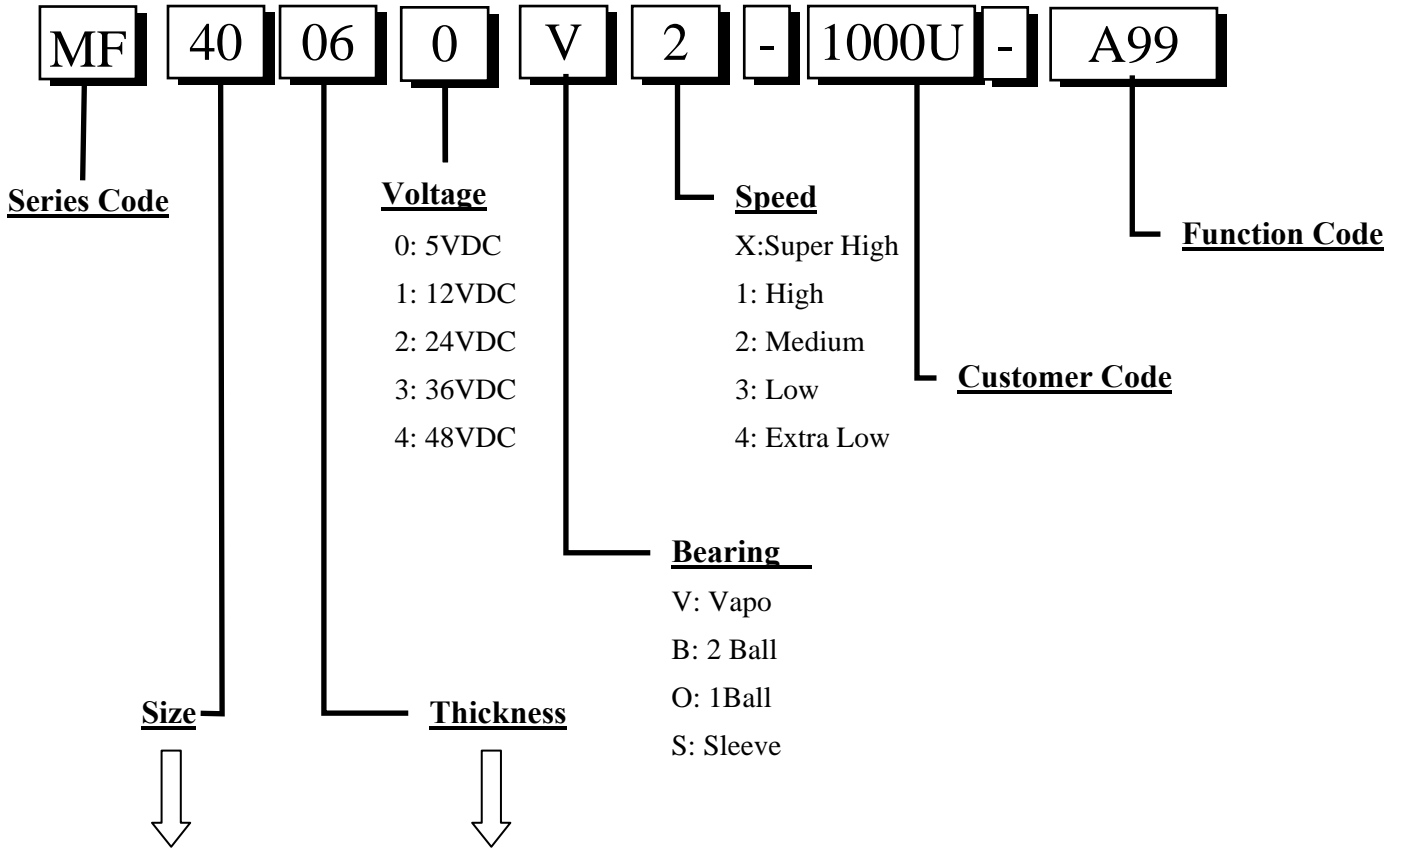 MF 40 06 0 V 2 - 1000U - A99
Series Code
Voltage
0: 5VDC
1: 12VDC
2: 24VDC
3: 36VDC
4: 48VDC
Speed
X:Super High
1: High
2: Medium
3: Low
4: Extra Low
Function Code
Customer Code
Bearing
V: Vapo
B: 2 Ball
O: 1Ball
S: Sleeve
Size
Thickness